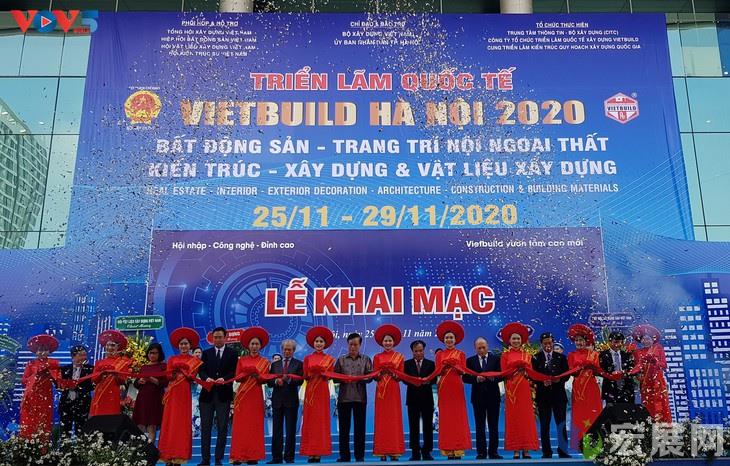 VOV5
PHỐI HỢP & HỖ TRỢ
TỔNG HỘI XÂY DỰNG VIỆT NAM
HIỆP HỘI BẤT ĐỘNG SẢN VIỆT NAM
HỘI VẬT LIỆU XÂY DỰNG VIỆT NAM
HỘI KIẾN TRÚC SƯ VIỆT NAM
CHỈ ĐẠO & BẢO TRỢ
BỘ XÂY DỰNG VIỆT NAM
ỦY BAN NHÂN DÂN TP.HÀ NỘI
TỔ CHỨC THỰC HIỆN
TRUNG TÂM THÔNG TIN - BỘ XÂY DỰNG (CITC)
CÔNG TY CỔ PHẦN TỔ CHỨC TRIỂN LÃM QUỐC TẾ XÂY DỰNG VIETBUILD
CUNG TRIỂN LÃM KIẾN TRÚC QUY HOẠCH XÂY DỰNG QUỐC GIA
TRIỂN LÃM QUỐC TẾ
VIETBUILD HÀ NỘI 2020
VIETBUILD
BẤT ĐỘNG SẢN - TRANG TRÍ NỘI NGOẠI THẤT
KIẾN TRÚC - XÂY DỰNG & VẬT LIỆU XÂY DỰNG
REAL ESTATE - INTERIOR - EXTERIOR DECORATION - ARCHITECTURE - CONSTRUCTION & BUILDING MATERIALS
25/11 - 29/11/2020
Hội nhập - Công nghệ - Đỉnh cao
Vietbuild vươn tầm cao mới
LỄ KHAI MẠC
宏展网